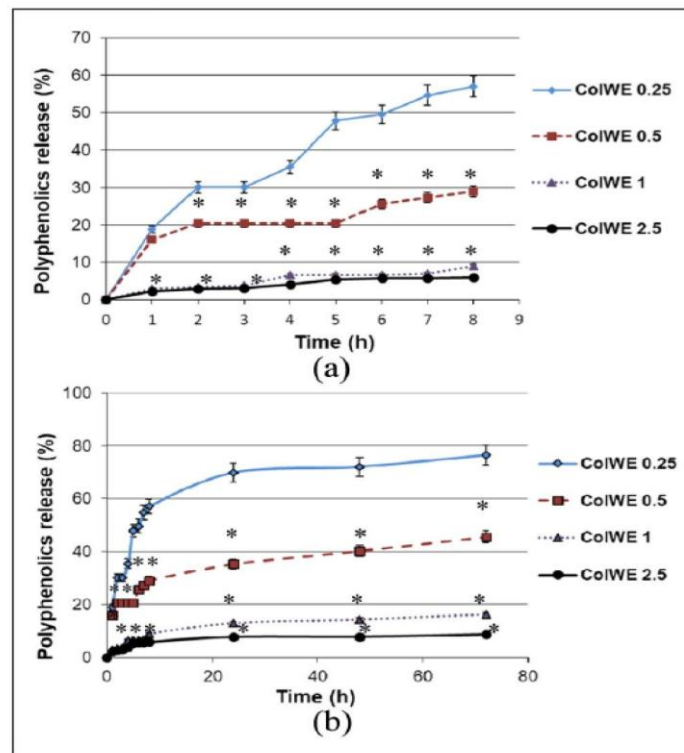 70
60
50
40
30
20
10
0
Polyphenolics release (%)
* * * * * * *
* * * * *
* * *
0 1 2 3 4 5 6 7 8 9
Time (h)
ColWE 0.25
ColWE 0.5
ColWE 1
ColWE 2.5
(a)
100
80
60
40
20
0
Polyphenolics release (%)
*
* *
* * * *
* * *
* * * * * *
0 20 40 60 80
Time (h)
ColWE 0.25
ColWE 0.5
ColWE 1
ColWE 2.5
(b)